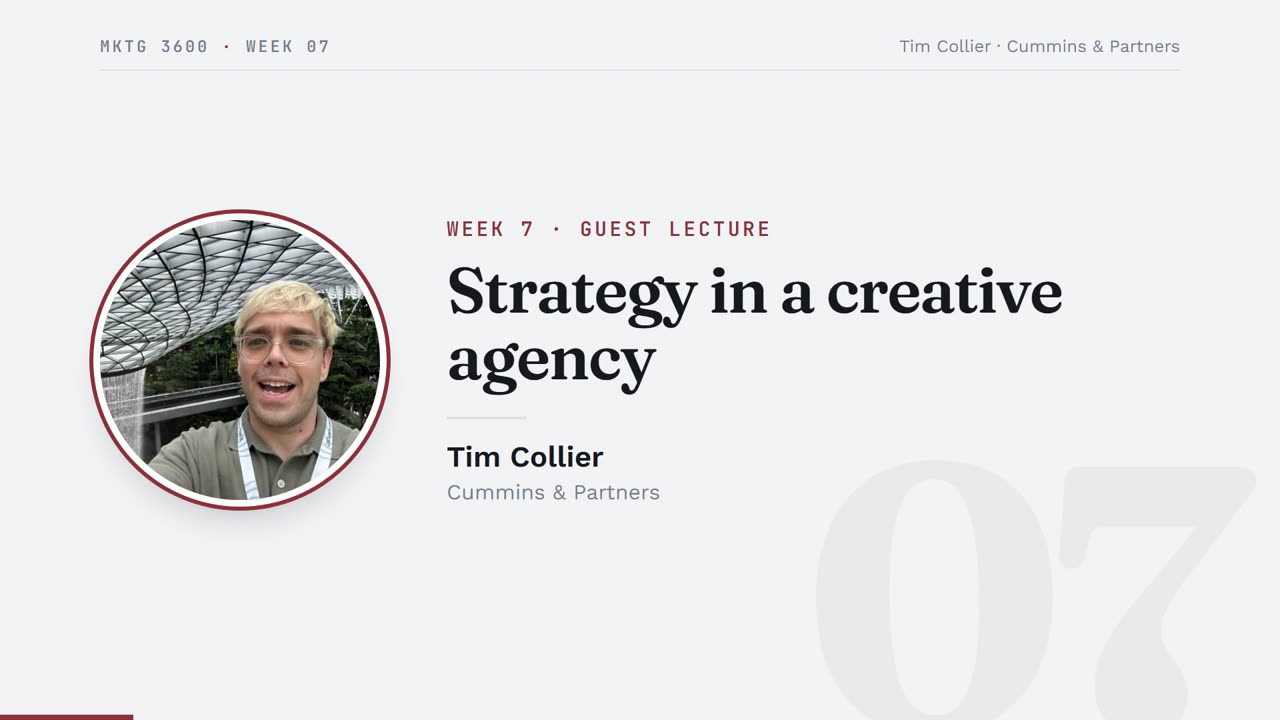 MKTG 3600 · WEEK 07
Tim Collier · Cummins & Partners
WEEK 7 · GUEST LECTURE
Strategy in a creative
agency
Tim Collier
Cummins & Partners
07